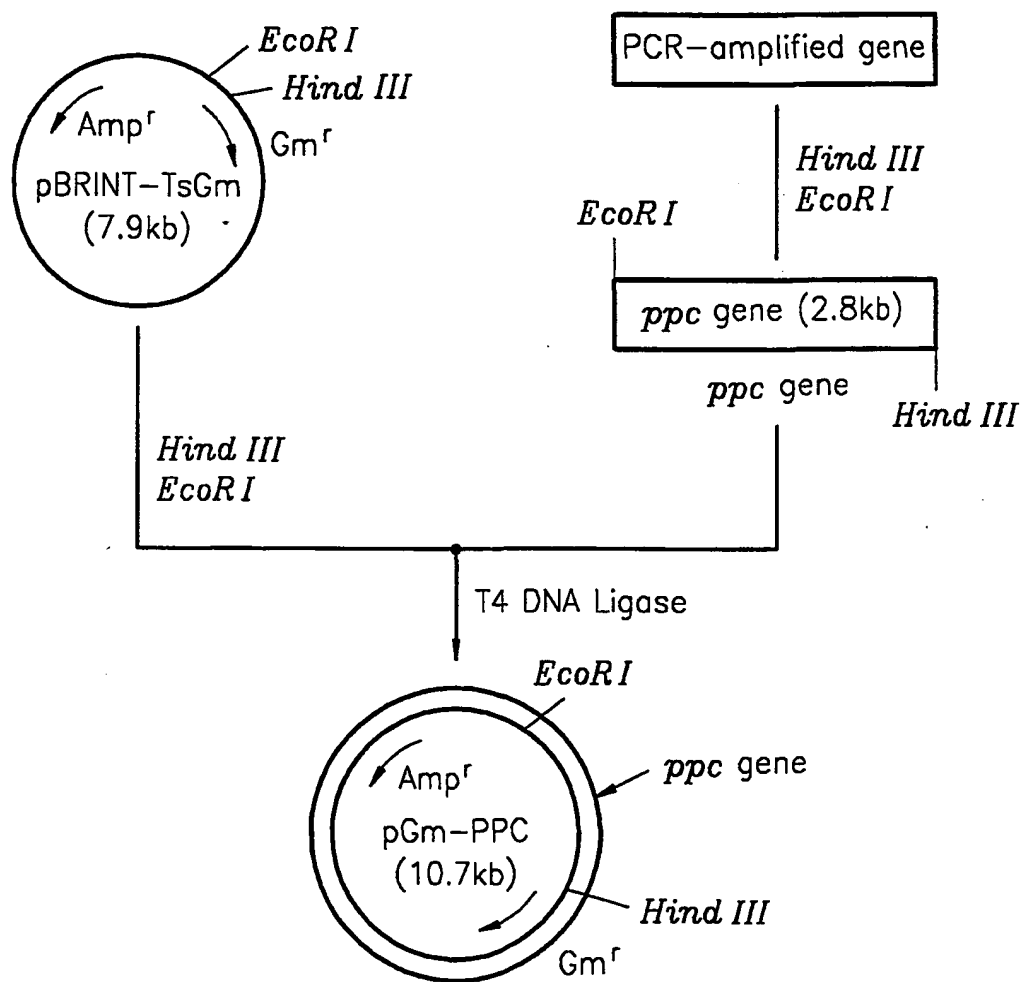 EcoR I
Hind III
Amp^r
Gm^r
pBRINT-TsGm
(7.9kb)
Hind III
EcoR I
PCR-amplified gene
Hind III
EcoR I
EcoR I
ppc gene (2.8kb)
ppc gene
Hind III
T4 DNA Ligase
EcoR I
ppc gene
Amp^r
pGm-PPC
(10.7kb)
Hind III
Gm^r